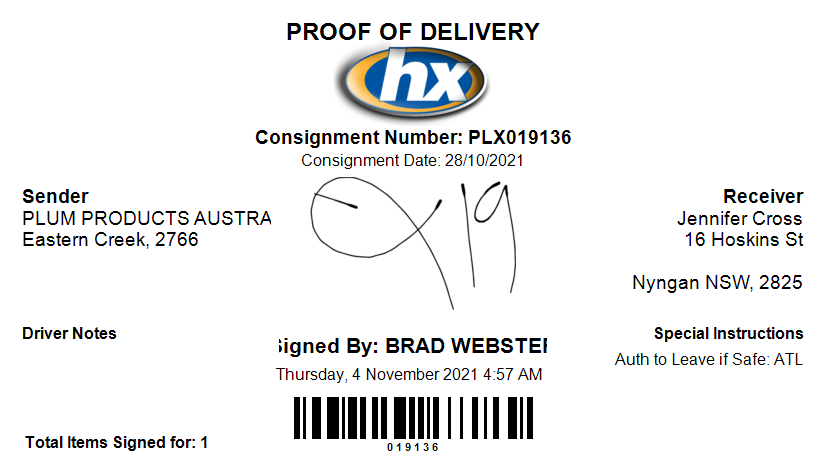 PROOF OF DELIVERY
hx
Consignment Number: PLX019136
Consignment Date: 28/10/2021
Sender
PLUM PRODUCTS AUSTRA
Eastern Creek, 2766
Receiver
Jennifer Cross
16 Hoskins St
Nyngan NSW, 2825
Driver Notes
Signed By: BRAD WEBSTER
Thursday, 4 November 2021 4:57 AM
Special Instructions
Auth to Leave if Safe: ATL
Total Items Signed for: 1
019136